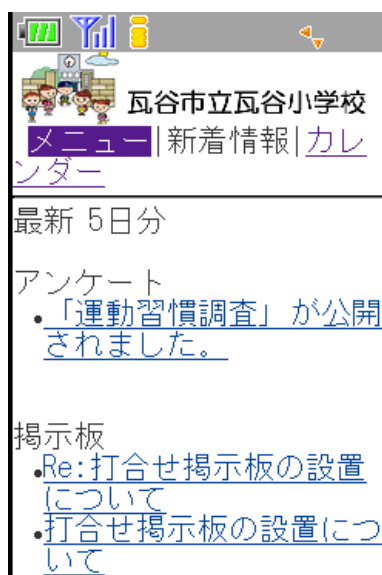 瓦谷市立瓦谷小学校
メニュー|新着情報|カレ
ンダー
最新 5日分
アンケート
・「運動習慣調査」 が公開
されました。
掲示板
・Re:打合せ掲示板の設置
について
・打合せ掲示板の設置につ
いて